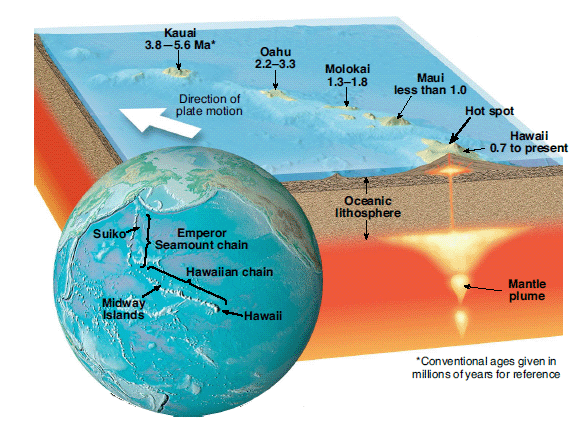 Kauai
3.8–5.6 Ma*
Oahu
2.2–3.3
Molokai
1.3–1.8
Maui
less than 1.0
Direction of
plate motion
Hot spot
Hawaii
0.7 to present
Oceanic
lithosphere
Suiko
Emperor
Seamount chain
Hawaiian chain
Midway
Islands
Hawaii
Mantle
plume
*Conventional ages given in
millions of years for reference